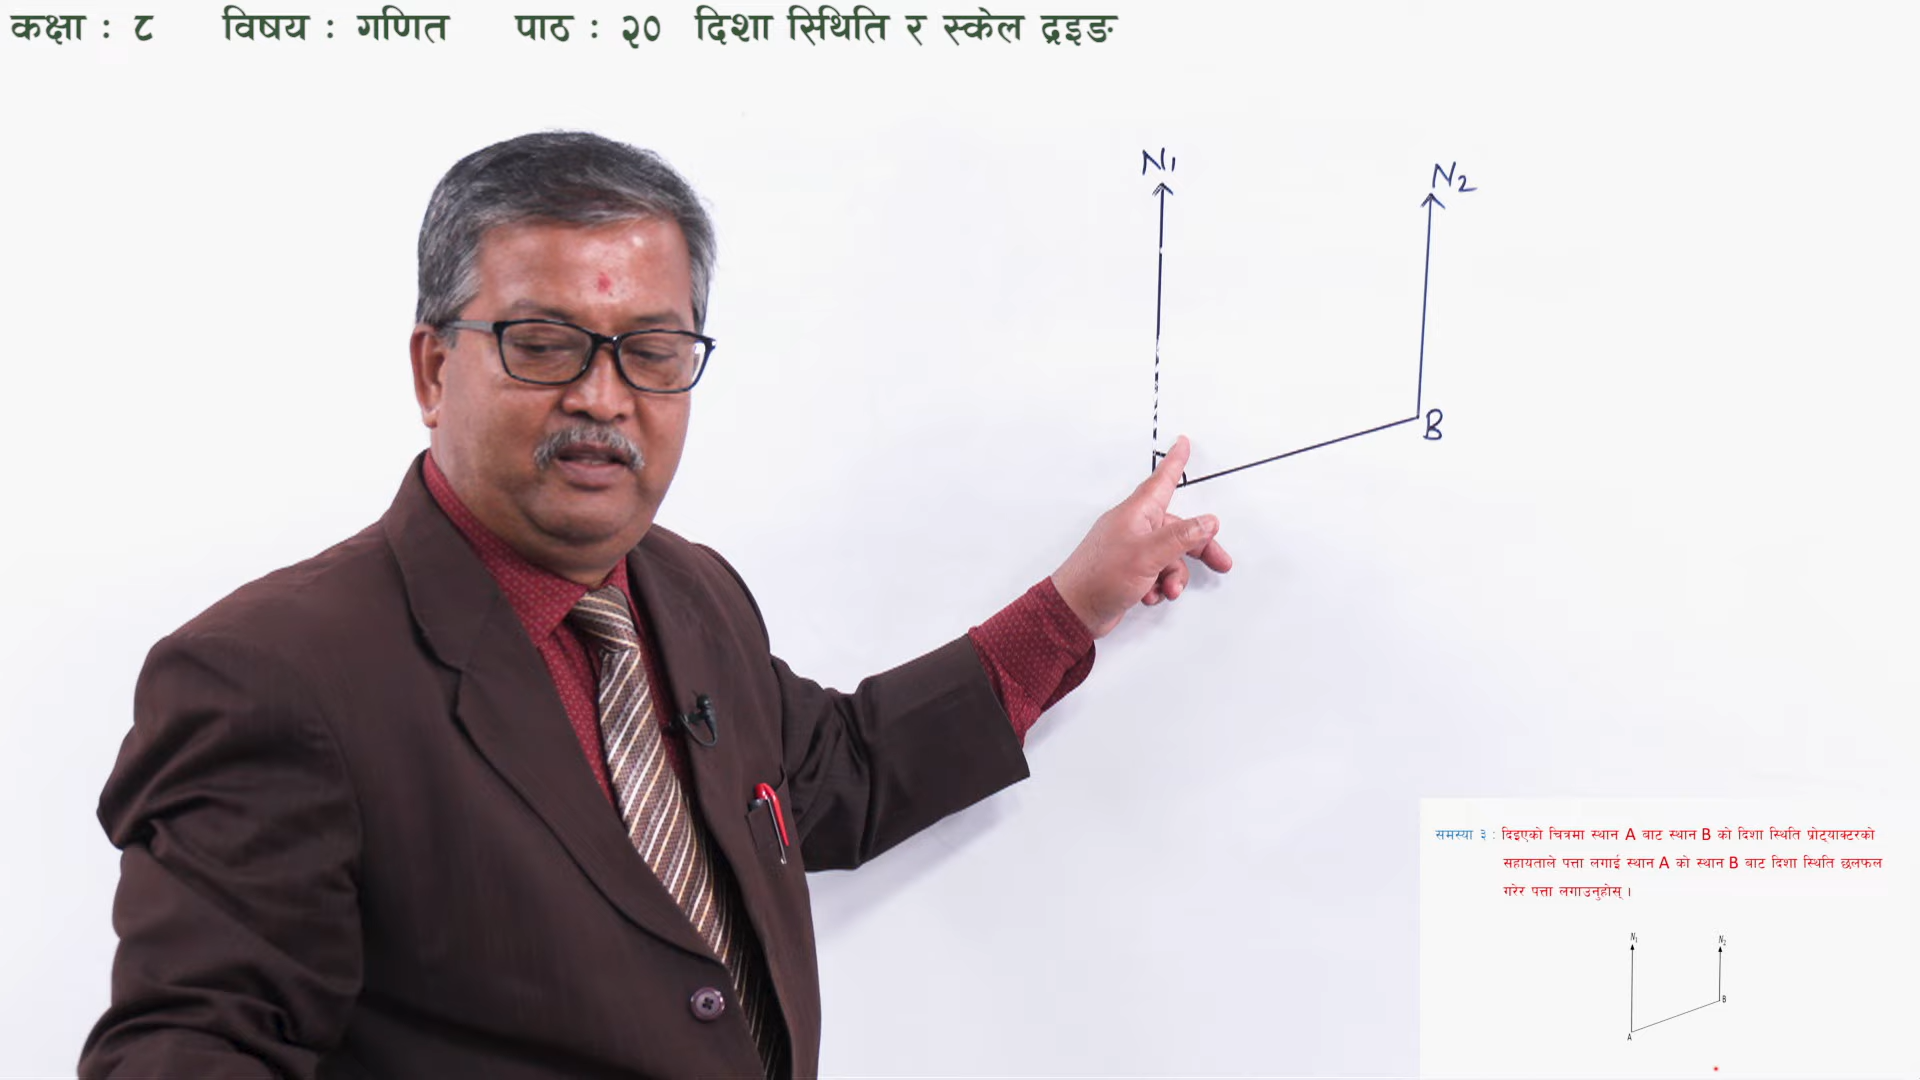 कक्षा : ८ विषय : गणित पाठ : २० दिशा स्थिति र स्केल द्रइङ
N1
N2
B
समस्या ३ : दिइएको चित्रमा स्थान A बाट स्थान B को दिशा स्थिति प्रोट्याक्टरको
सहायताले पत्ता लगाई स्थान A को स्थान B बाट दिशा स्थिति छलफल
गरेर पत्ता लगाउनुहोस् ।
N1
N2
B
A